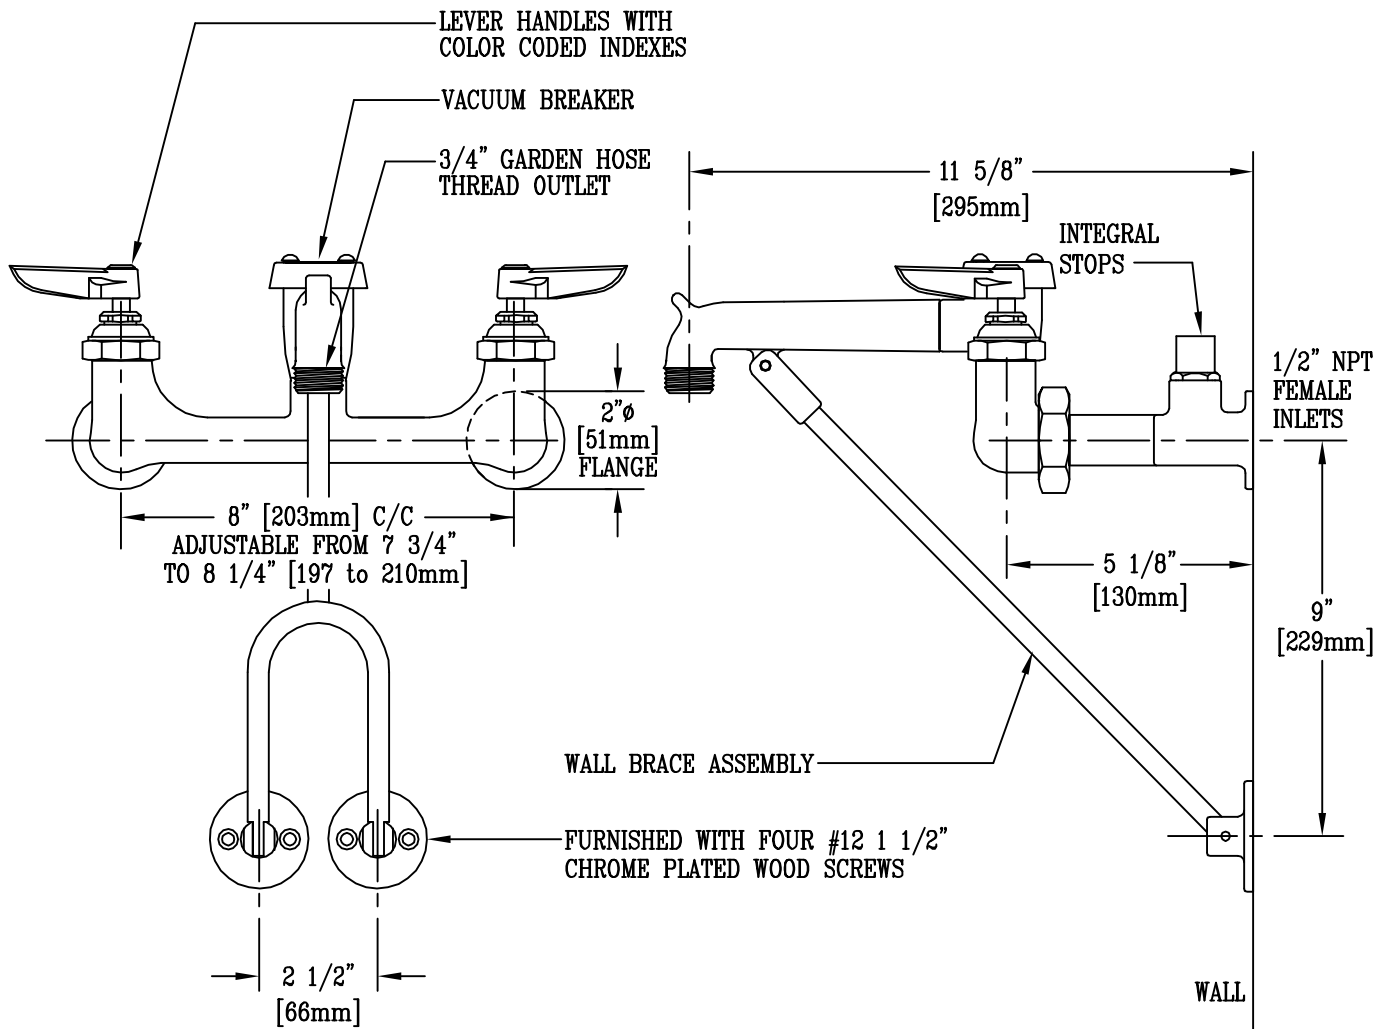 LEVER HANDLES WITH
COLOR CODED INDEXES
VACUUM BREAKER
3/4" GARDEN HOSE
THREAD OUTLET
11 5/8"
[295mm]
INTEGRAL
STOPS
1/2" NPT
FEMALE
INLETS
2"ø
[51mm]
FLANGE
8" [203mm] C/C
ADJUSTABLE FROM 7 3/4"
TO 8 1/4" [197 to 210mm]
5 1/8"
[130mm]
9"
[229mm]
WALL BRACE ASSEMBLY
FURNISHED WITH FOUR #12 1 1/2"
CHROME PLATED WOOD SCREWS
2 1/2"
[66mm]
WALL